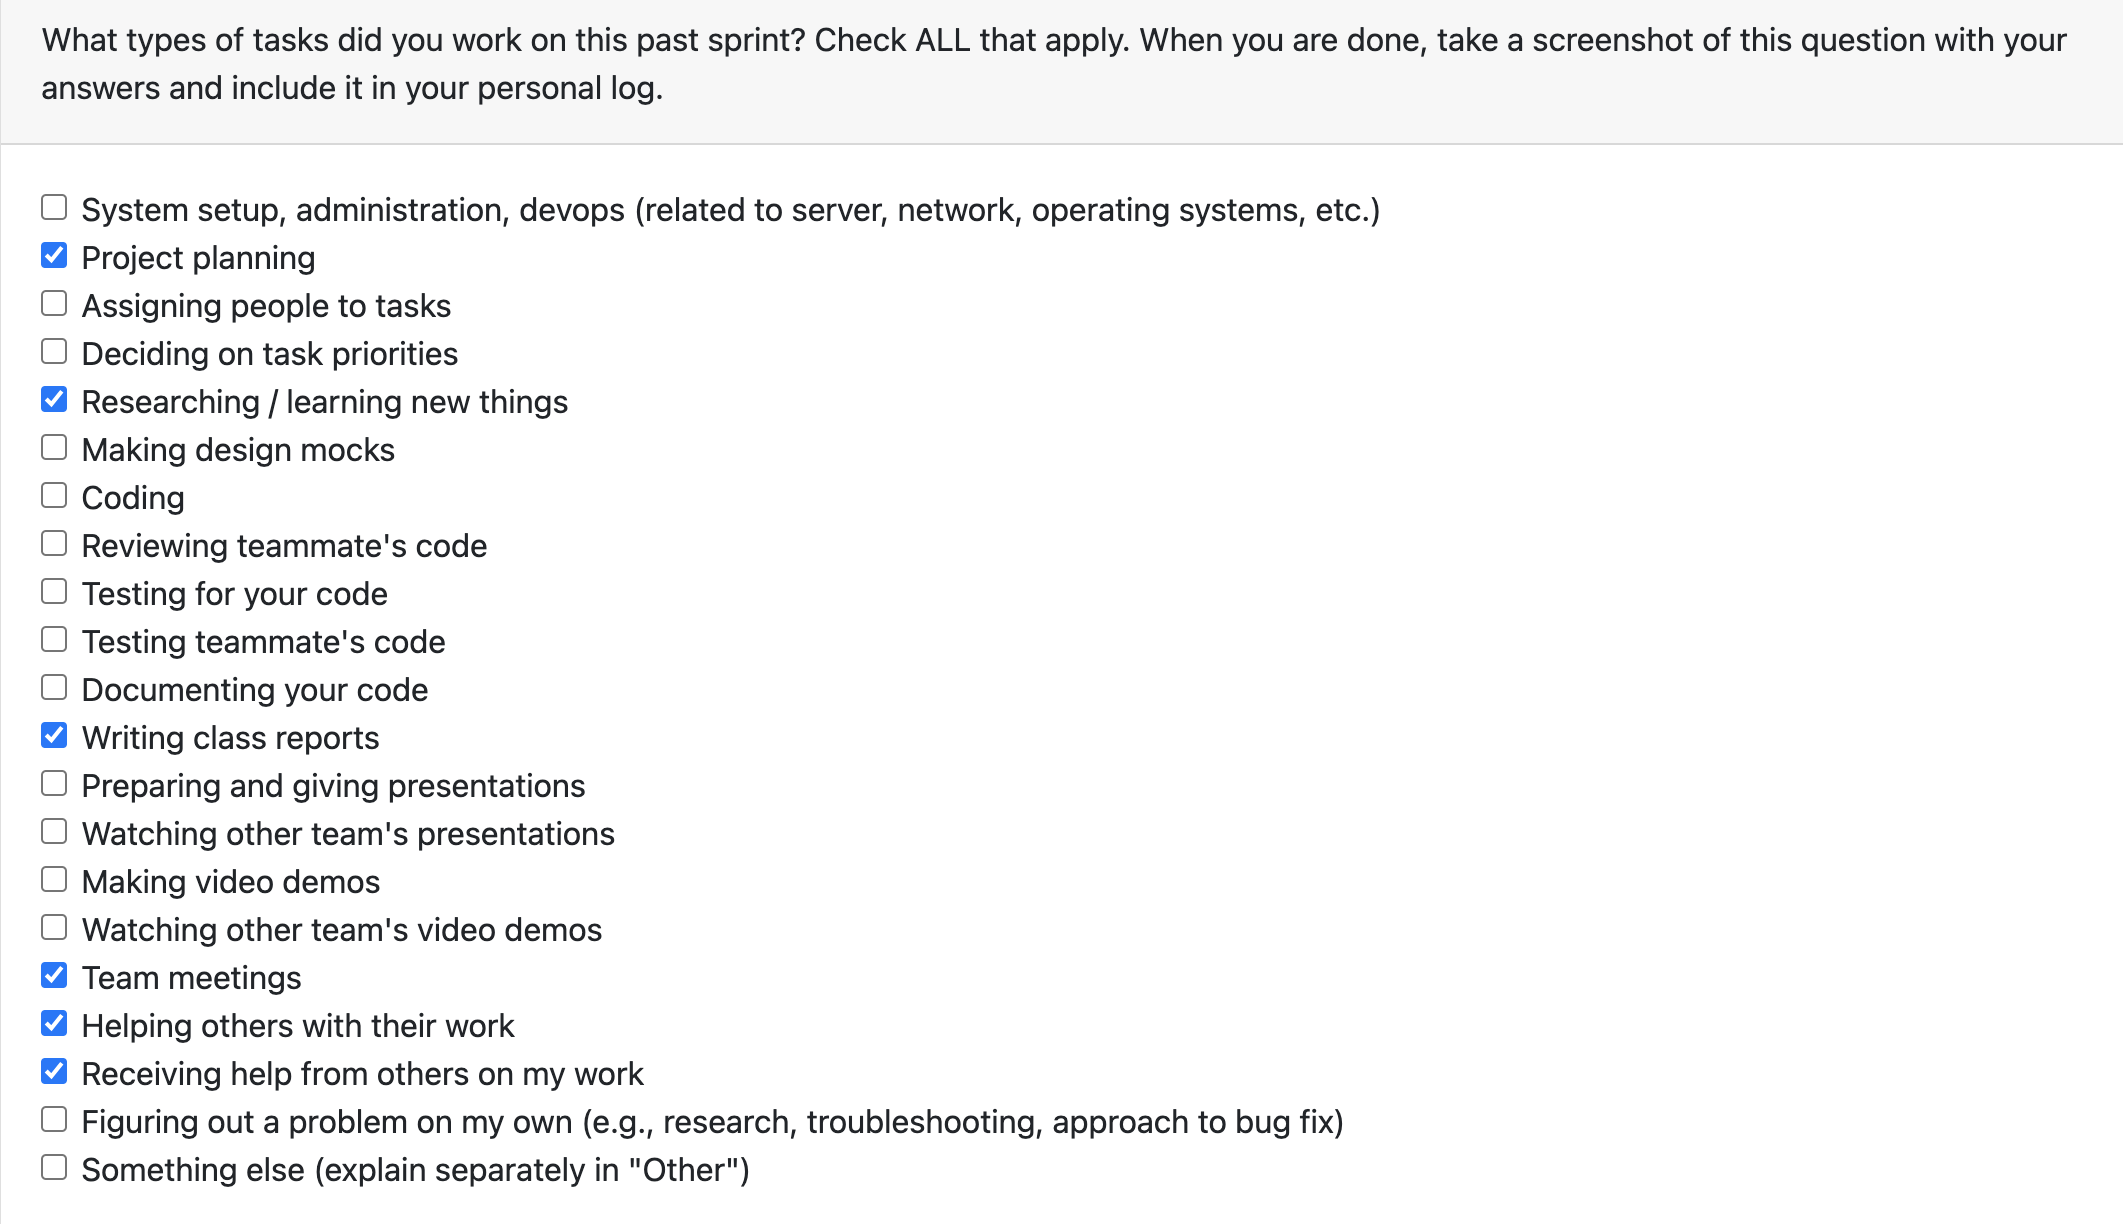 What types of tasks did you work on this past sprint? Check ALL that apply. When you are done, take a screenshot of this question with your
answers and include it in your personal log.
System setup, administration, devops (related to server, network, operating systems, etc.)
Project planning
Assigning people to tasks
Deciding on task priorities
Researching / learning new things
Making design mocks
Coding
Reviewing teammate's code
Testing for your code
Testing teammate's code
Documenting your code
Writing class reports
Preparing and giving presentations
Watching other team's presentations
Making video demos
Watching other team's video demos
Team meetings
Helping others with their work
Receiving help from others on my work
Figuring out a problem on my own (e.g., research, troubleshooting, approach to bug fix)
Something else (explain separately in "Other")